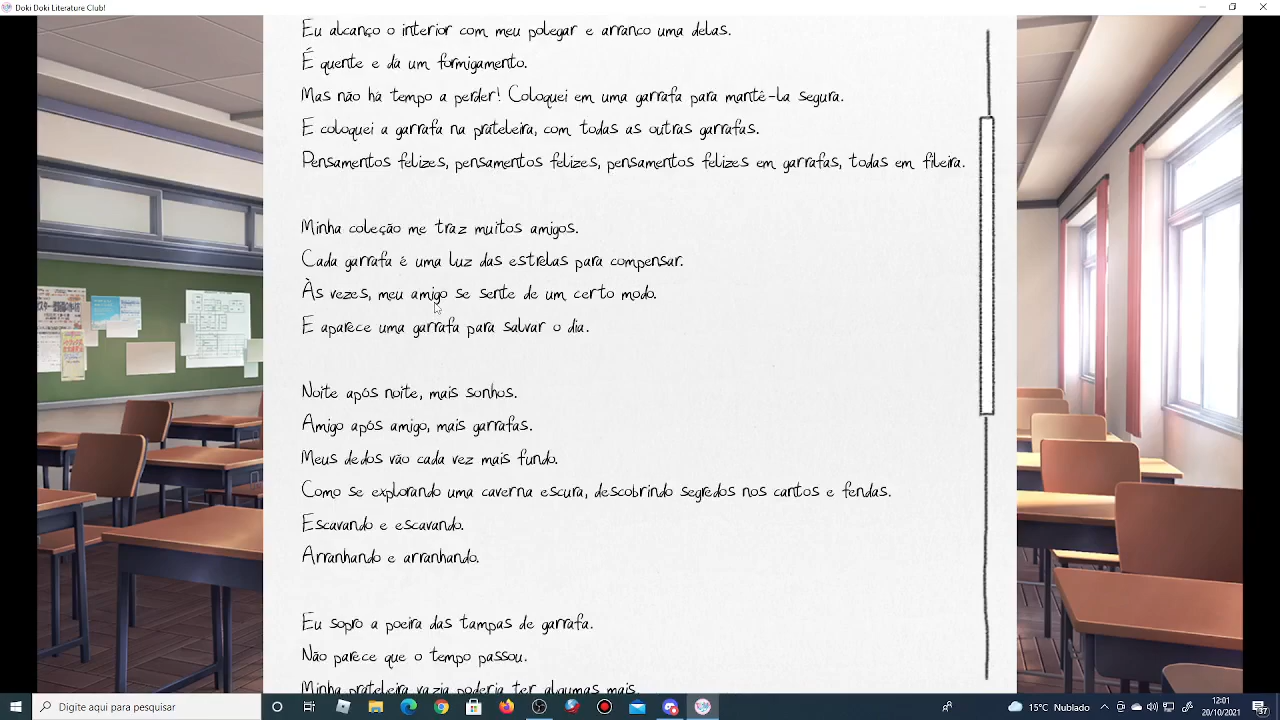 Doki Doki Literature Club!
Eu alcanço o interior com meu polegar e arranco uma delas.
É quente e dá um formigamento.
Mas não há tempo a perder! Coloquei em uma garrafa para mantê-la segura.
E coloquei a garrafa na prateleira, com todas as outras garrafas.
Pensamentos felizes, pensamentos felizes, pensamentos felizes em garrafas, todas em fileira.
Minha coleção me traz muitos amigos.
Cada garrafa é uma luz das estrelas para compensar.
Às vezes, meu amigo se sente de um certo modo.
E aparece uma garrafa para salvar o dia.
Noite após noite, mais sonhos.
Amigo após amigo, mais garrafas.
Meus dedos vão cada vez mais fundo.
Como se explorando uma caverna escura, descobrindo segredos nos cantos e fendas.
Escavando e escavando.
Arranhando e arranhando.
Eu sopro a poeira das tampas de garrafa.
Não parece que o tempo passou.
Minha estante vazia poderia ter algumas mais.
Digite aqui para pesquisar
15°C Nublado
12:01
20/10/2021